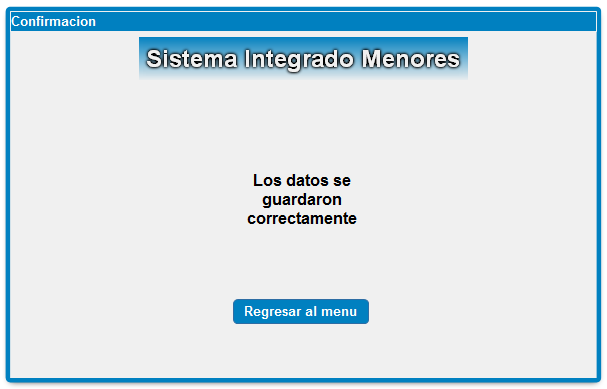 Confirmacion
Sistema Integrado Menores
Los datos se
guardaron
correctamente
Regresar al menu